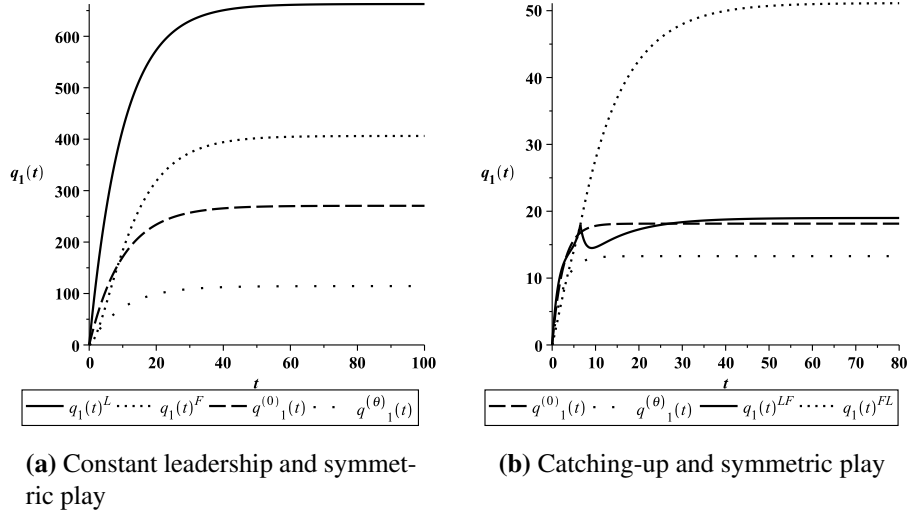 600
500
400
q₁(t)
300
200
100
0
0 20 40 60 80 100
t
q₁(t)ᴸ q₁(t)ᶠ q⁽⁰⁾₁(t) q⁽ᶿ⁾₁(t)
(a) Constant leadership and symmet-
ric play
50
40
30
q₁(t)
20
10
0
0 10 20 30 40 50 60 70 80
t
q⁽⁰⁾₁(t) q⁽ᶿ⁾₁(t) q₁(t)ᴸᶠ q₁(t)ᶠᴸ
(b) Catching-up and symmetric play